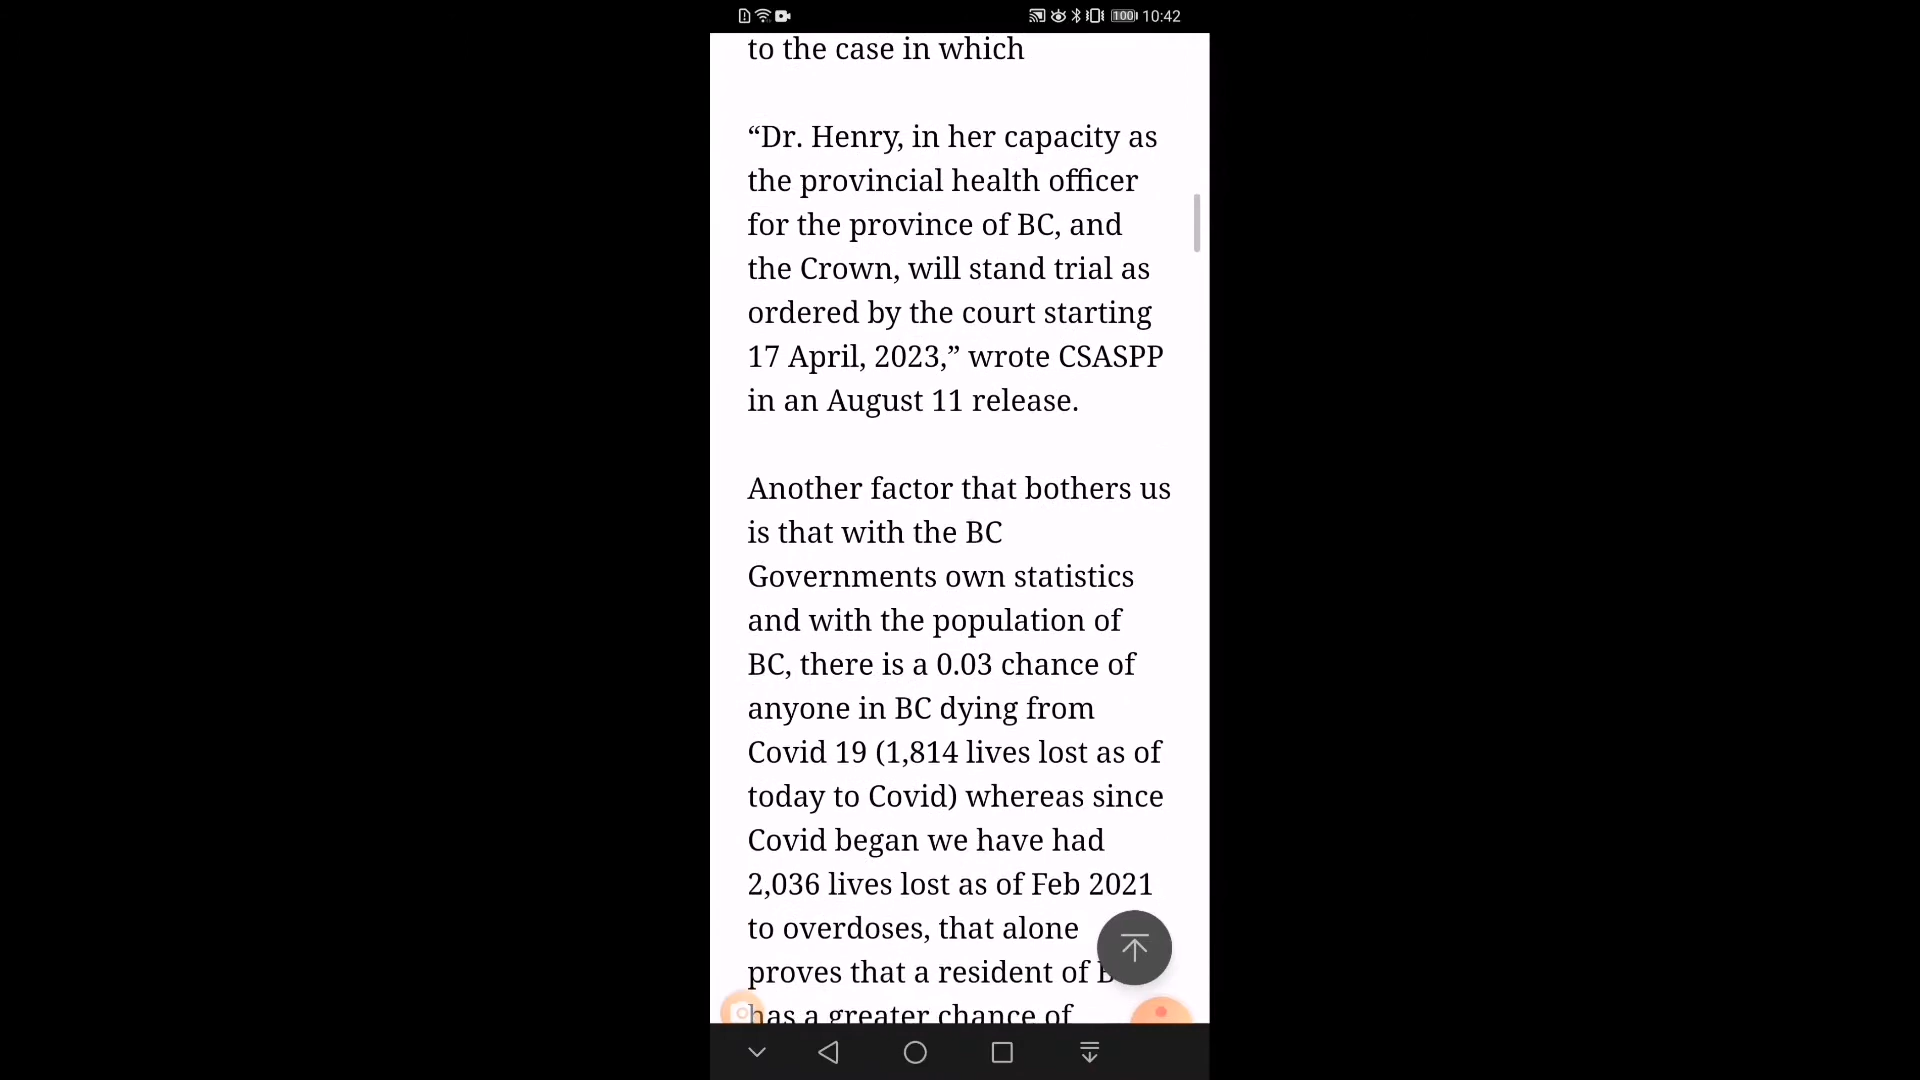 100 10:42
to the case in which
“Dr. Henry, in her capacity as
the provincial health officer
for the province of BC, and
the Crown, will stand trial as
ordered by the court starting
17 April, 2023,” wrote CSASPP
in an August 11 release.
Another factor that bothers us
is that with the BC
Governments own statistics
and with the population of
BC, there is a 0.03 chance of
anyone in BC dying from
Covid 19 (1,814 lives lost as of
today to Covid) whereas since
Covid began we have had
2,036 lives lost as of Feb 2021
to overdoses, that alone
proves that a resident of
has a greater chance of